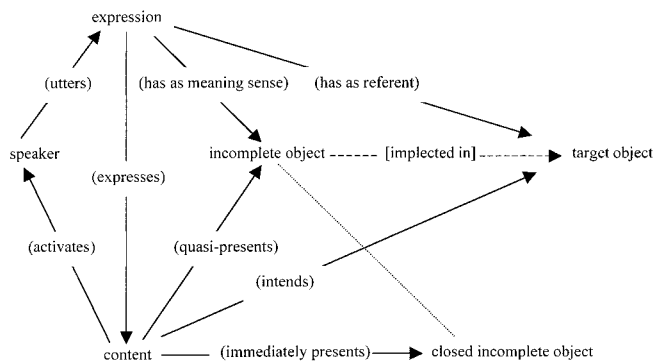 expression
(utters)
(has as meaning sense)
(has as referent)
speaker
incomplete object
[implected in]
target object
(expresses)
(activates)
(quasi-presents)
(intends)
content
(immediately presents)
closed incomplete object